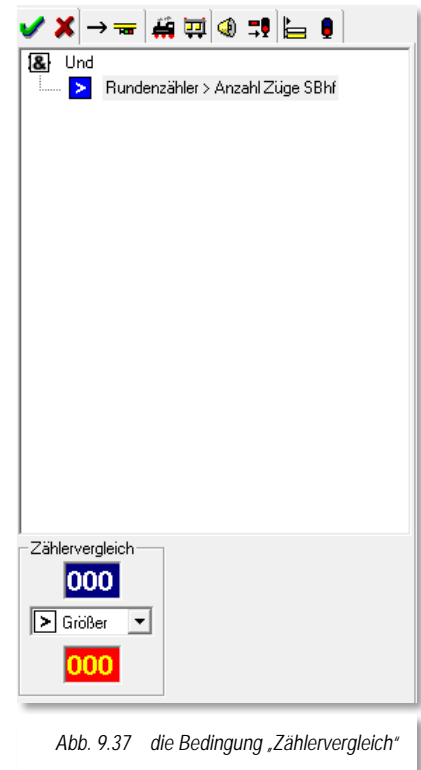 & Und
> Rundenzähler > Anzahl Züge SBhf
Zählervergleich
000
> Größer
000
Abb. 9.37 die Bedingung „Zählervergleich“